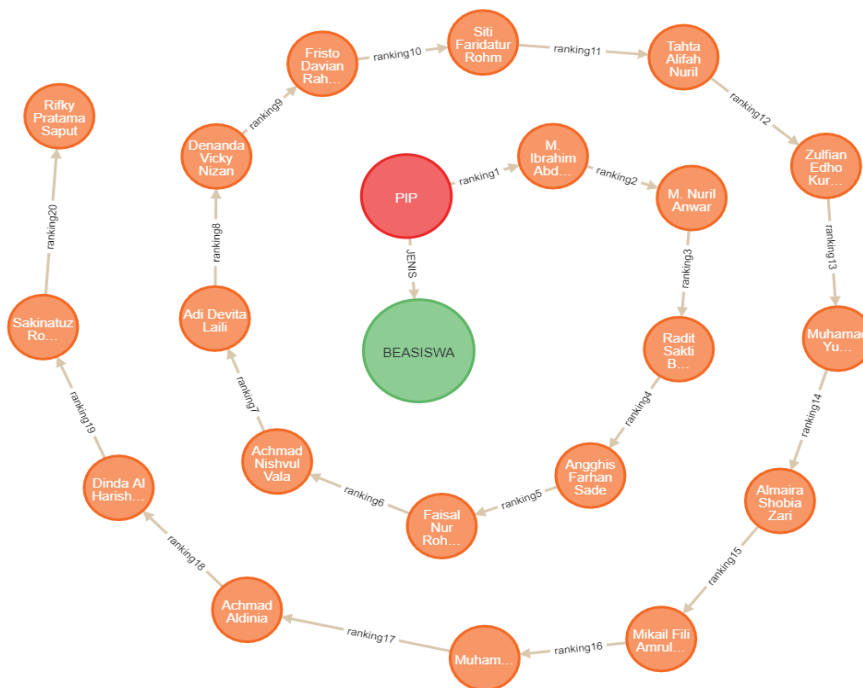 PIP
JENIS
BEASISWA
ranking1
M.
Ibrahim
Abd...
ranking2
M. Nuril
Anwar
ranking3
Radit
Sakti
B...
ranking4
Angghis
Farhan
Sade
ranking5
Faisal
Nur
Roh...
ranking6
Achmad
Nishvul
Vala
ranking7
Adi Devita
Laili
ranking8
Denanda
Vicky
Nizan
ranking9
Fristo
Davian
Rah...
ranking10
Siti
Faridatur
Rohm
ranking11
Tahta
Alifah
Nuril
ranking12
Zulfian
Edho
Kur...
ranking13
Muhamad
Yu...
ranking14
Almaira
Shobia
Zari
ranking15
Mikail Fili
Amrul...
ranking16
Muham...
ranking17
Achmad
Aldinia
ranking18
Dinda Al
Harish...
ranking19
Sakinatuz
Ro...
ranking20
Rifky
Pratama
Saput